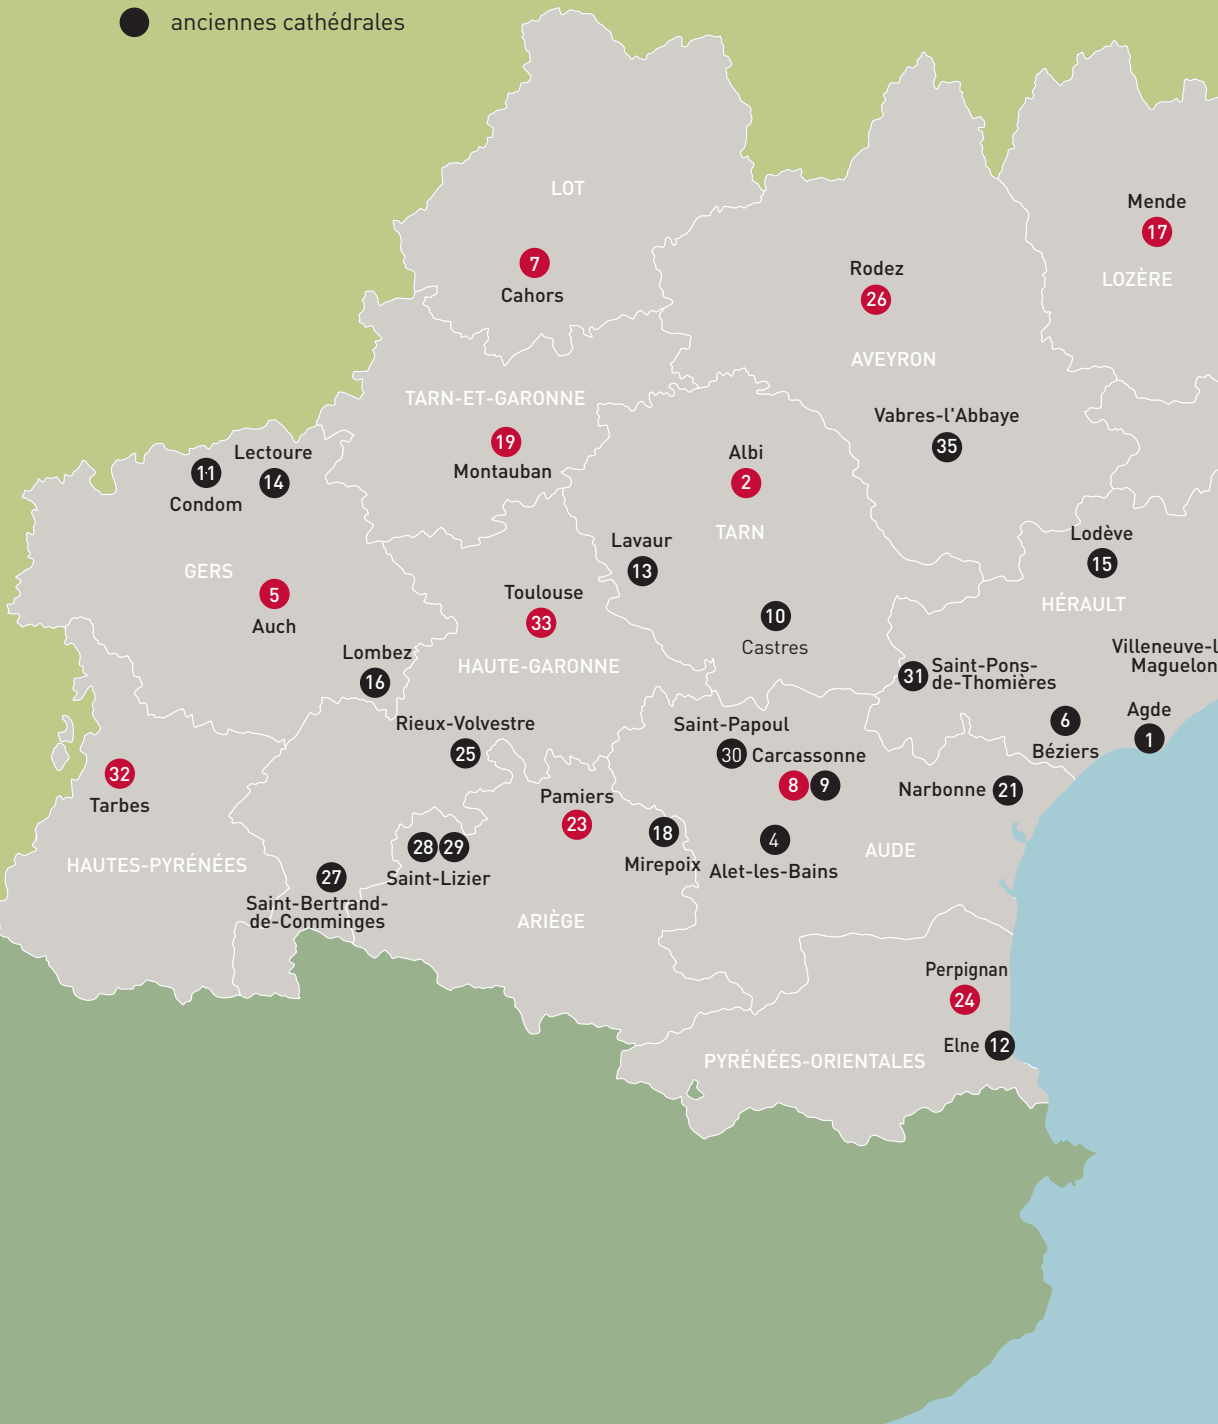 anciennes cathédrales
LOT
Mende
17
7
Rodez
LOZÈRE
Cahors
26
AVEYRON
TARN-ET-GARONNE
Vabres-l'Abbaye
19
35
Lectoure
Albi
11
Montauban
14
2
Condom
TARN
Lodève
Lavaur
15
GERS
13
5
Toulouse
HÉRAULT
Auch
33
10
Castres
Lombez
HAUTE-GARONNE
Villeneuve-l
Maguelon
16
31
Saint-Pons-
de-Thomières
Rieux-Volvestre
Saint-Papoul
6
Agde
25
30
Carcassonne
Béziers
1
32
8
9
Narbonne
21
Tarbes
Pamiers
23
18
4
28
29
Mirepoix
Alet-les-Bains
AUDE
HAUTES-PYRÉNÉES
27
Saint-Lizier
Saint-Bertrand-
de-Comminges
ARIÈGE
Perpignan
24
Elne
12
PYRÉNÉES-ORIENTALES